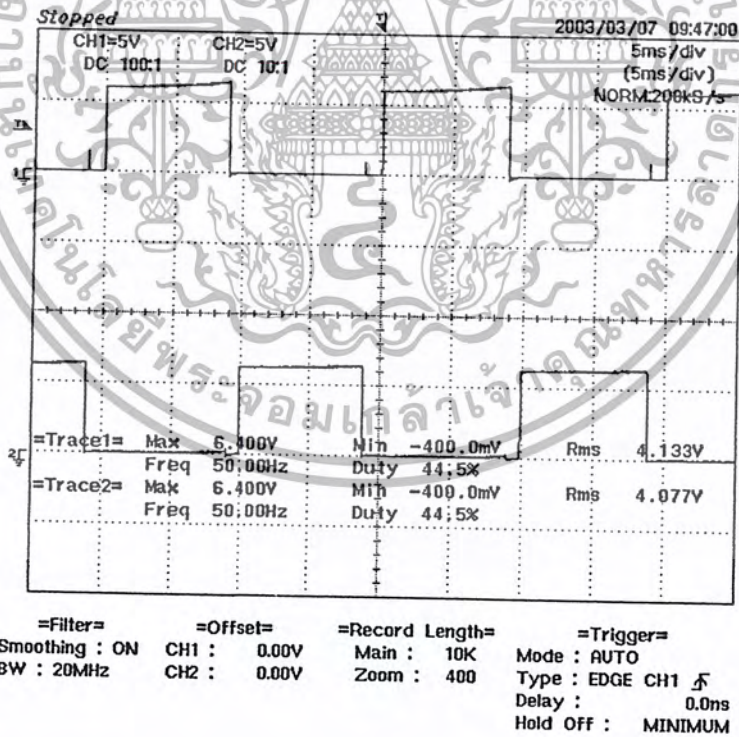 Stopped
2003/03/07 09:47:00
CH1=5V CH2=5V 5ms/div
DC 100:1 DC 10:1 (5ms/div)
NORM:200kS/s
=Trace1= Max 6.400V Min -400.0mV Rms 4.133V
Freq 50.00Hz Duty 44.5%
=Trace2= Max 6.400V Min -400.0mV Rms 4.077V
Freq 50.00Hz Duty 44.5%
=Filter= =Offset= =Record Length= =Trigger=
Smoothing : ON CH1 : 0.00V Main : 10K Mode : AUTO
BW : 20MHz CH2 : 0.00V Zoom : 400 Type : EDGE CH1
Delay : 0.0ns
Hold Off : MINIMUM